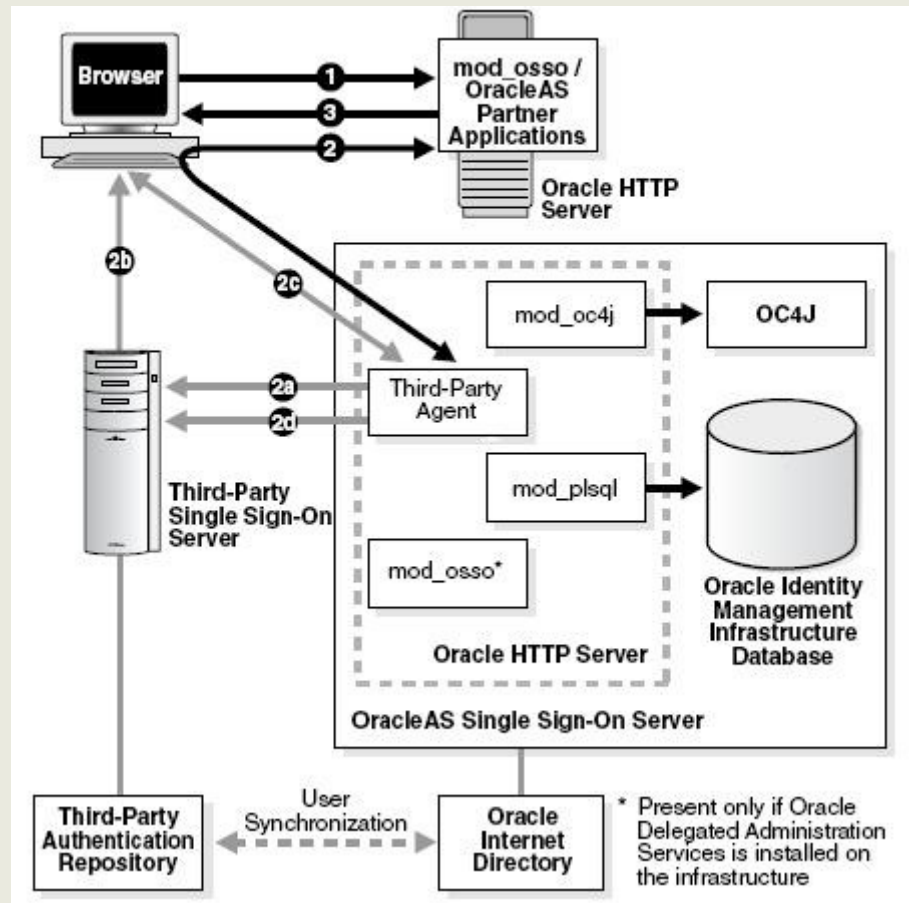 Browser
1
3
2
mod_osso /
OracleAS
Partner
Applications
Oracle HTTP
Server
2b
2c
mod_oc4j
OC4J
2a
2d
Third-Party
Agent
mod_plsql
Third-Party
Single Sign-On
Server
mod_osso*
Oracle Identity
Management
Infrastructure
Database
Oracle HTTP Server
OracleAS Single Sign-On Server
Third-Party
Authentication
Repository
User
Synchronization
Oracle
Internet
Directory
* Present only if Oracle
Delegated Administration
Services is installed on
the infrastructure